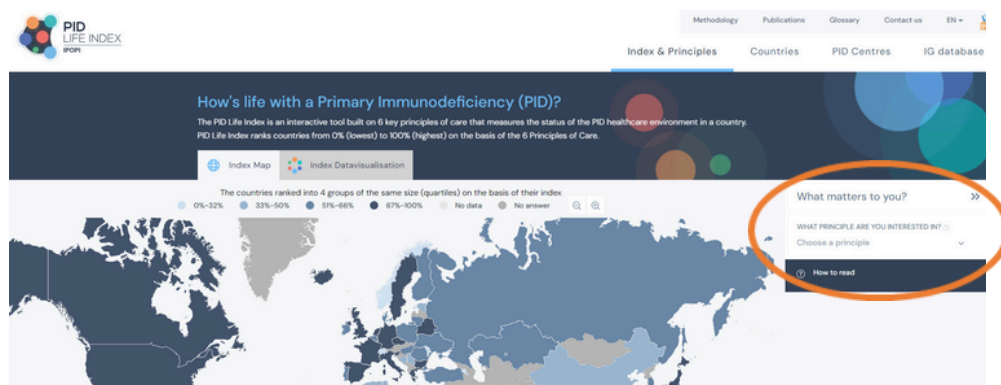 PID
LIFE INDEX
IPOPI
Methodology Publications Glossary Contact us EN
Index & Principles Countries PID Centres IG database
How's life with a Primary Immunodeficiency (PID)?
The PID Life Index is an interactive tool built on 6 key principles of care that measures the status of the PID healthcare environment in a country.
PID Life Index ranks countries from 0% (lowest) to 100% (highest) on the basis of the 6 Principles of Care.
Index Map Index Datavisualisation
The countries ranked into 4 groups of the same size (quartiles) on the basis of their index
0%-32% 33%-50% 51%-66% 67%-100% No data No answer
What matters to you?
WHAT PRINCIPLE ARE YOU INTERESTED IN?
Choose a principle
How to read